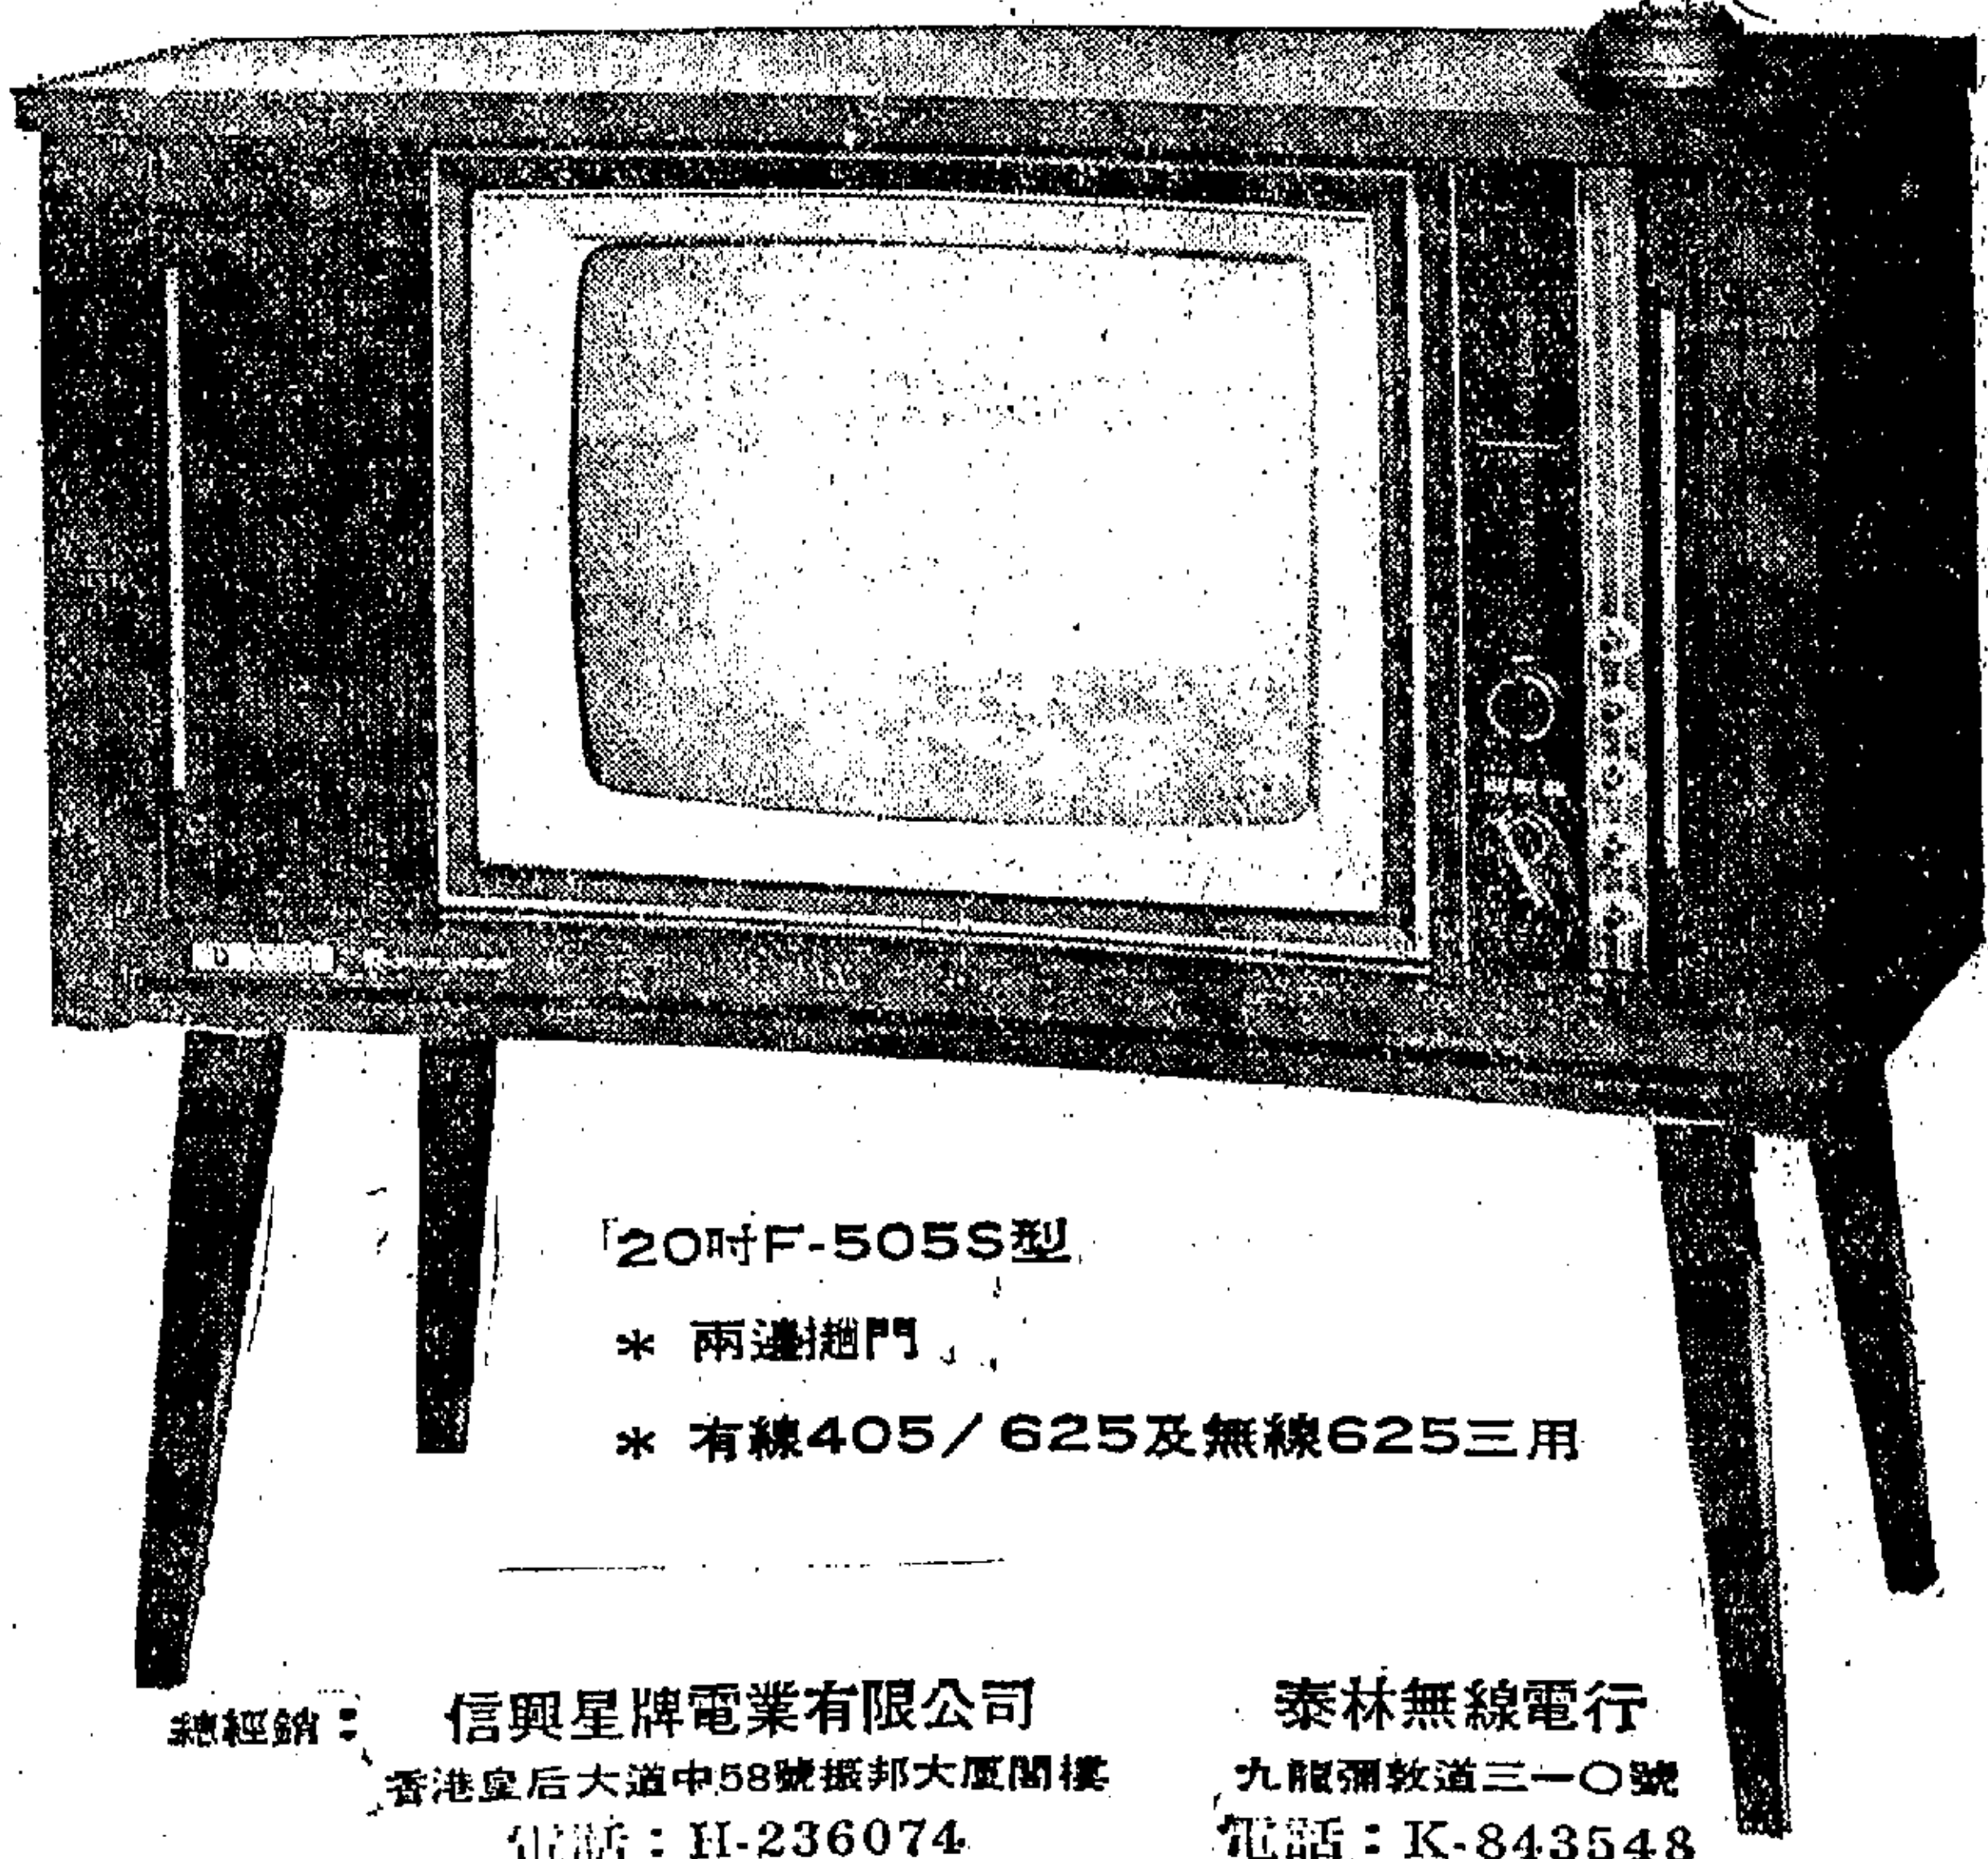 20吋F-505S型
* 兩邊趟門
* 有線405/625及無線625三用
總經銷：
信興星牌電業有限公司
香港皇后大道中58號振邦大厦閣樓
電話：H-236074
泰林無線電行
九龍彌敦道三一〇號
電話：K-843548